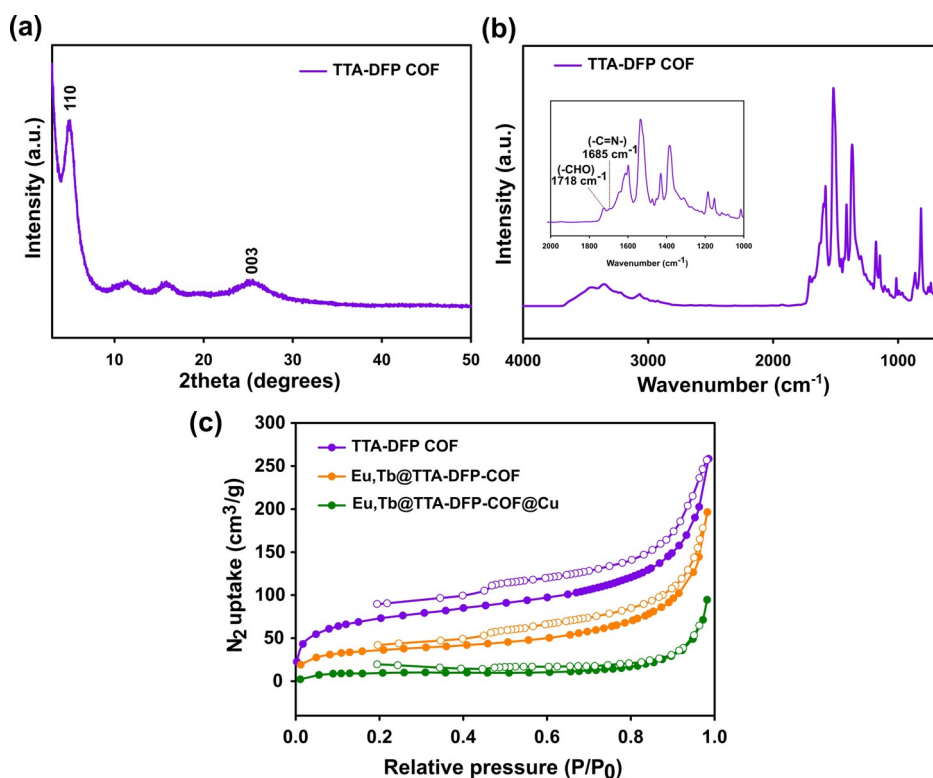 (a)
TTA-DFP COF
110
003
Intensity (a.u.)
10 20 30 40 50
2theta (degrees)
(b)
TTA-DFP COF
(-C=N-)
1685 cm-1
(-CHO)
1718 cm-1
Intensity (a.u.)
2000 1800 1600 1400 1200 1000
Wavenumber (cm-1)
Intensity (a.u.)
4000 3000 2000 1000
Wavenumber (cm-1)
(c)
TTA-DFP COF
Eu,Tb@TTA-DFP-COF
Eu,Tb@TTA-DFP-COF@Cu
300
250
200
150
100
50
0
N2 uptake (cm3/g)
0.0 0.2 0.4 0.6 0.8 1.0
Relative pressure (P/P0)